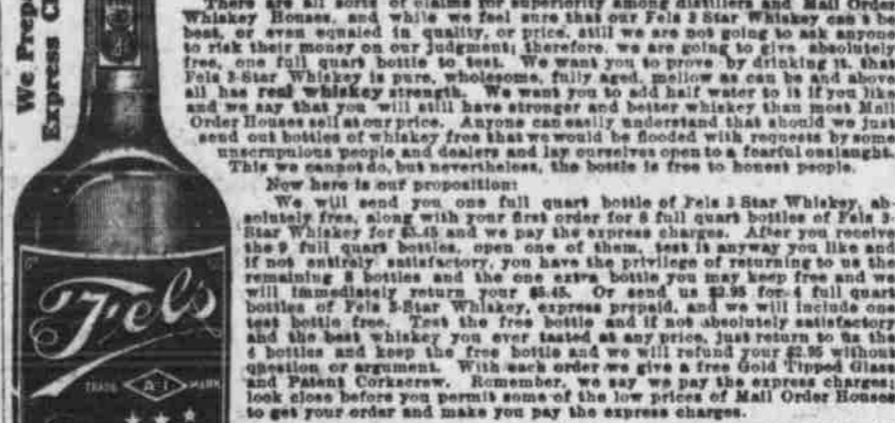 We Prep
Express C
There are all sorts of claims for superiority among distillers and Mail Order
Whiskey Houses, and while we feel sure that our Fels 3 Star Whiskey can't be
beat, or even equaled in quality, or price, still we are not going to ask anyone
to risk their money on our judgment; therefore, we are going to give absolutely
free, one full quart bottle to test. We want you to prove by drinking it, that
Fels 3-Star Whiskey is pure, wholesome, fully aged, mellow as can be and above
all has real whiskey strength. We want you to add half water to it if you like
and we say that you will still have stronger and better whiskey than most Mail
Order Houses sell at our price. Anyone can easily understand that should we just
send out bottles of whiskey free that we would be flooded with requests by some
unscrupulous people and dealers and lay ourselves open to a fearful onslaught
This we cannot do, but nevertheless, the bottle is free to honest people.
Now here is our proposition:
We will send you one full quart bottle of Fels 3 Star Whiskey, ab-
solutely free, along with your first order for 8 full quart bottles of Fels 3-
Star Whiskey for $5.45 and we pay the express charges. After you receive
the 9 full quart bottles, open one of them, test it anyway you like and
if not entirely satisfactory, you have the privilege of returning to us the
remaining 8 bottles and the one extra bottle you may keep free and we
will immediately return your $5.45. Or send us $2.95 for 4 full quart
bottles of Fels 3-Star Whiskey, express prepaid, and we will include one
test bottle free. Test the free bottle and if not absolutely satisfactory
and the best whiskey you ever tasted at any price, just return to us the
4 bottles and keep the free bottle and we will refund your $2.95 without
question or argument. With each order we give a free Gold Tipped Glass
and Patent Corkscrew. Remember, we say we pay the express charges
look close before you permit some of the low prices of Mail Order Houses
to get your order and make you pay the express charges.
Fels
TRADE A-1 MARK